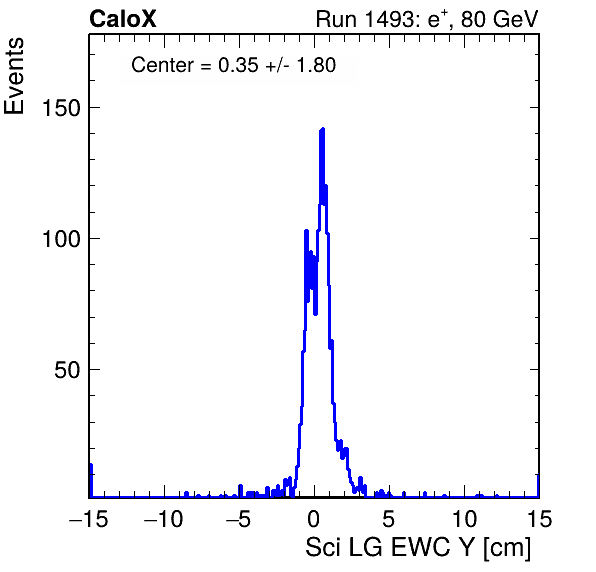 CaloX Run 1493: e⁺, 80 GeV
Center = 0.35 +/- 1.80
Events
150
100
50
−15 −10 −5 0 5 10 15
Sci LG EWC Y [cm]